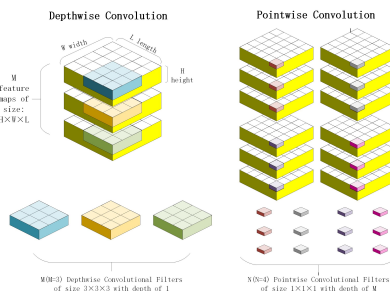 Depthwise Convolution
Pointwise Convolution
W width
L length
H
height
M
feature
maps of
size:
H×W×L
M(M=3) Depthwise Convolutional Filters
of size 3×3×3 with depth of 1
N(N=4) Pointwise Convolutional Filters
of size 1×1×1 with depth of M